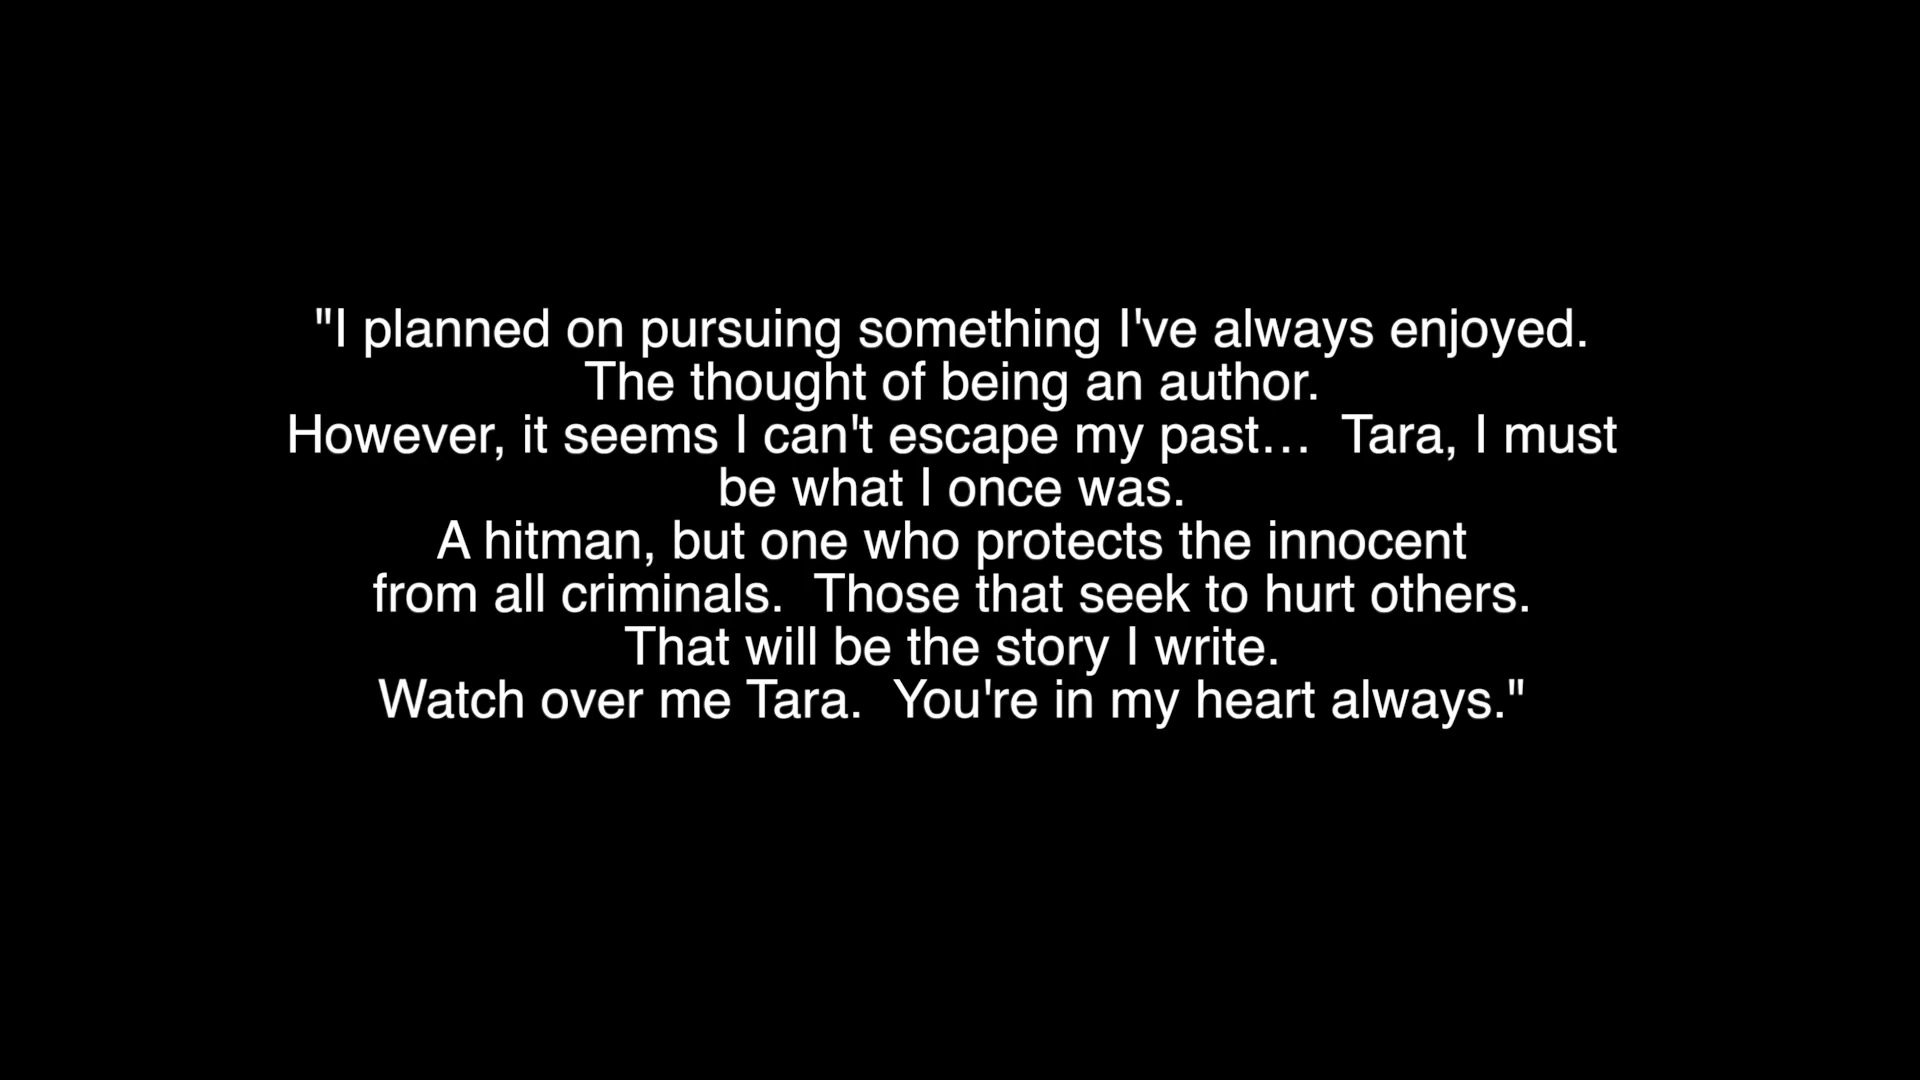 "I planned on pursuing something I've always enjoyed.
The thought of being an author.
However, it seems I can't escape my past…  Tara, I must
be what I once was.
A hitman, but one who protects the innocent
from all criminals.  Those that seek to hurt others.
That will be the story I write.
Watch over me Tara.  You're in my heart always."